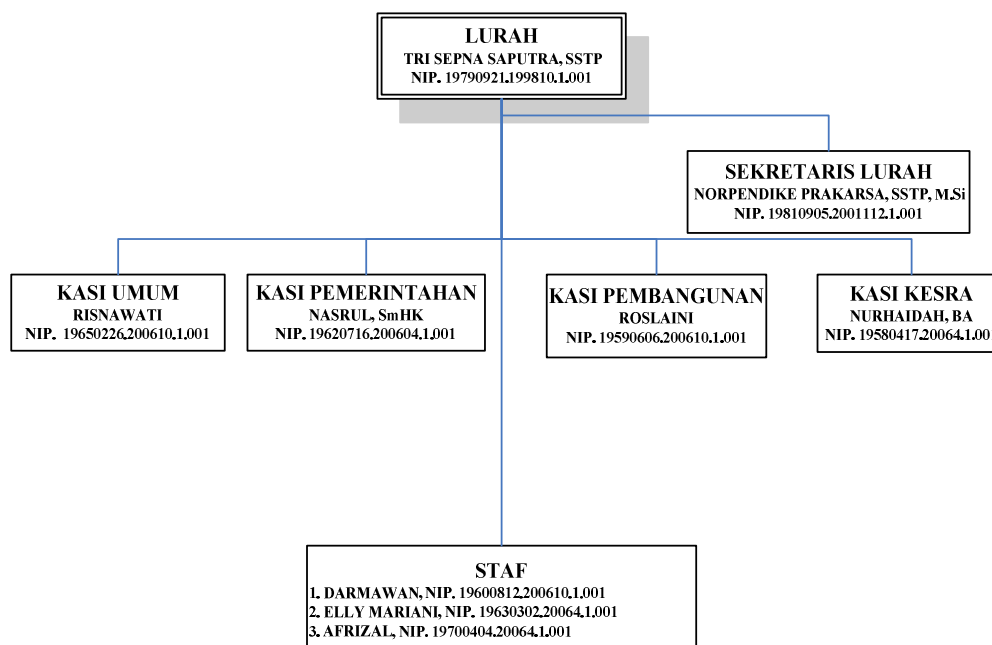 LURAH
TRI SEPNA SAPUTRA, SSTP
NIP. 19790921.199810.1.001
SEKRETARIS LURAH
NORPENDIKE PRAKARSA, SSTP, M.Si
NIP. 19810905.2001112.1.001
KASI UMUM
RISNAWATI
NIP. 19650226.200610.1.001
KASI PEMERINTAHAN
NASRUL, SmHK
NIP. 19620716.200604.1.001
KASI PEMBANGUNAN
ROSLAINI
NIP. 19590606.200610.1.001
KASI KESRA
NURHAIDAH, BA
NIP. 19580417.20064.1.001
STAF
1. DARMAWAN, NIP. 19600812.200610.1.001
2. ELLY MARIANI, NIP. 19630302.20064.1.001
3. AFRIZAL, NIP. 19700404.20064.1.001